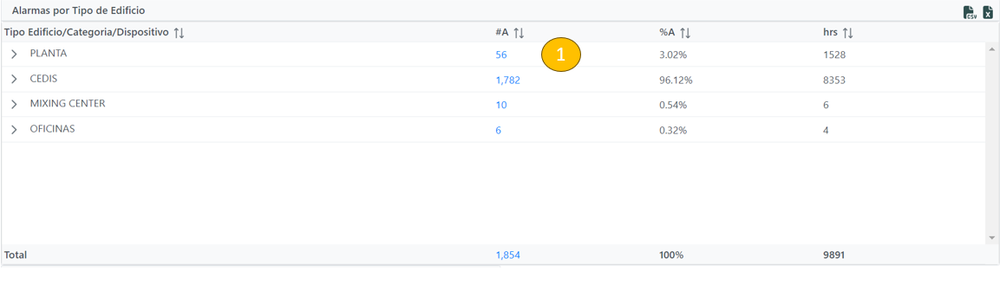 Alarmas por Tipo de Edificio
CSV X
Tipo Edificio/Categoria/Dispositivo #A %A hrs
PLANTA 56 1 3.02% 1528
CEDIS 1,782 96.12% 8353
MIXING CENTER 10 0.54% 6
OFICINAS 6 0.32% 4
Total 1,854 100% 9891